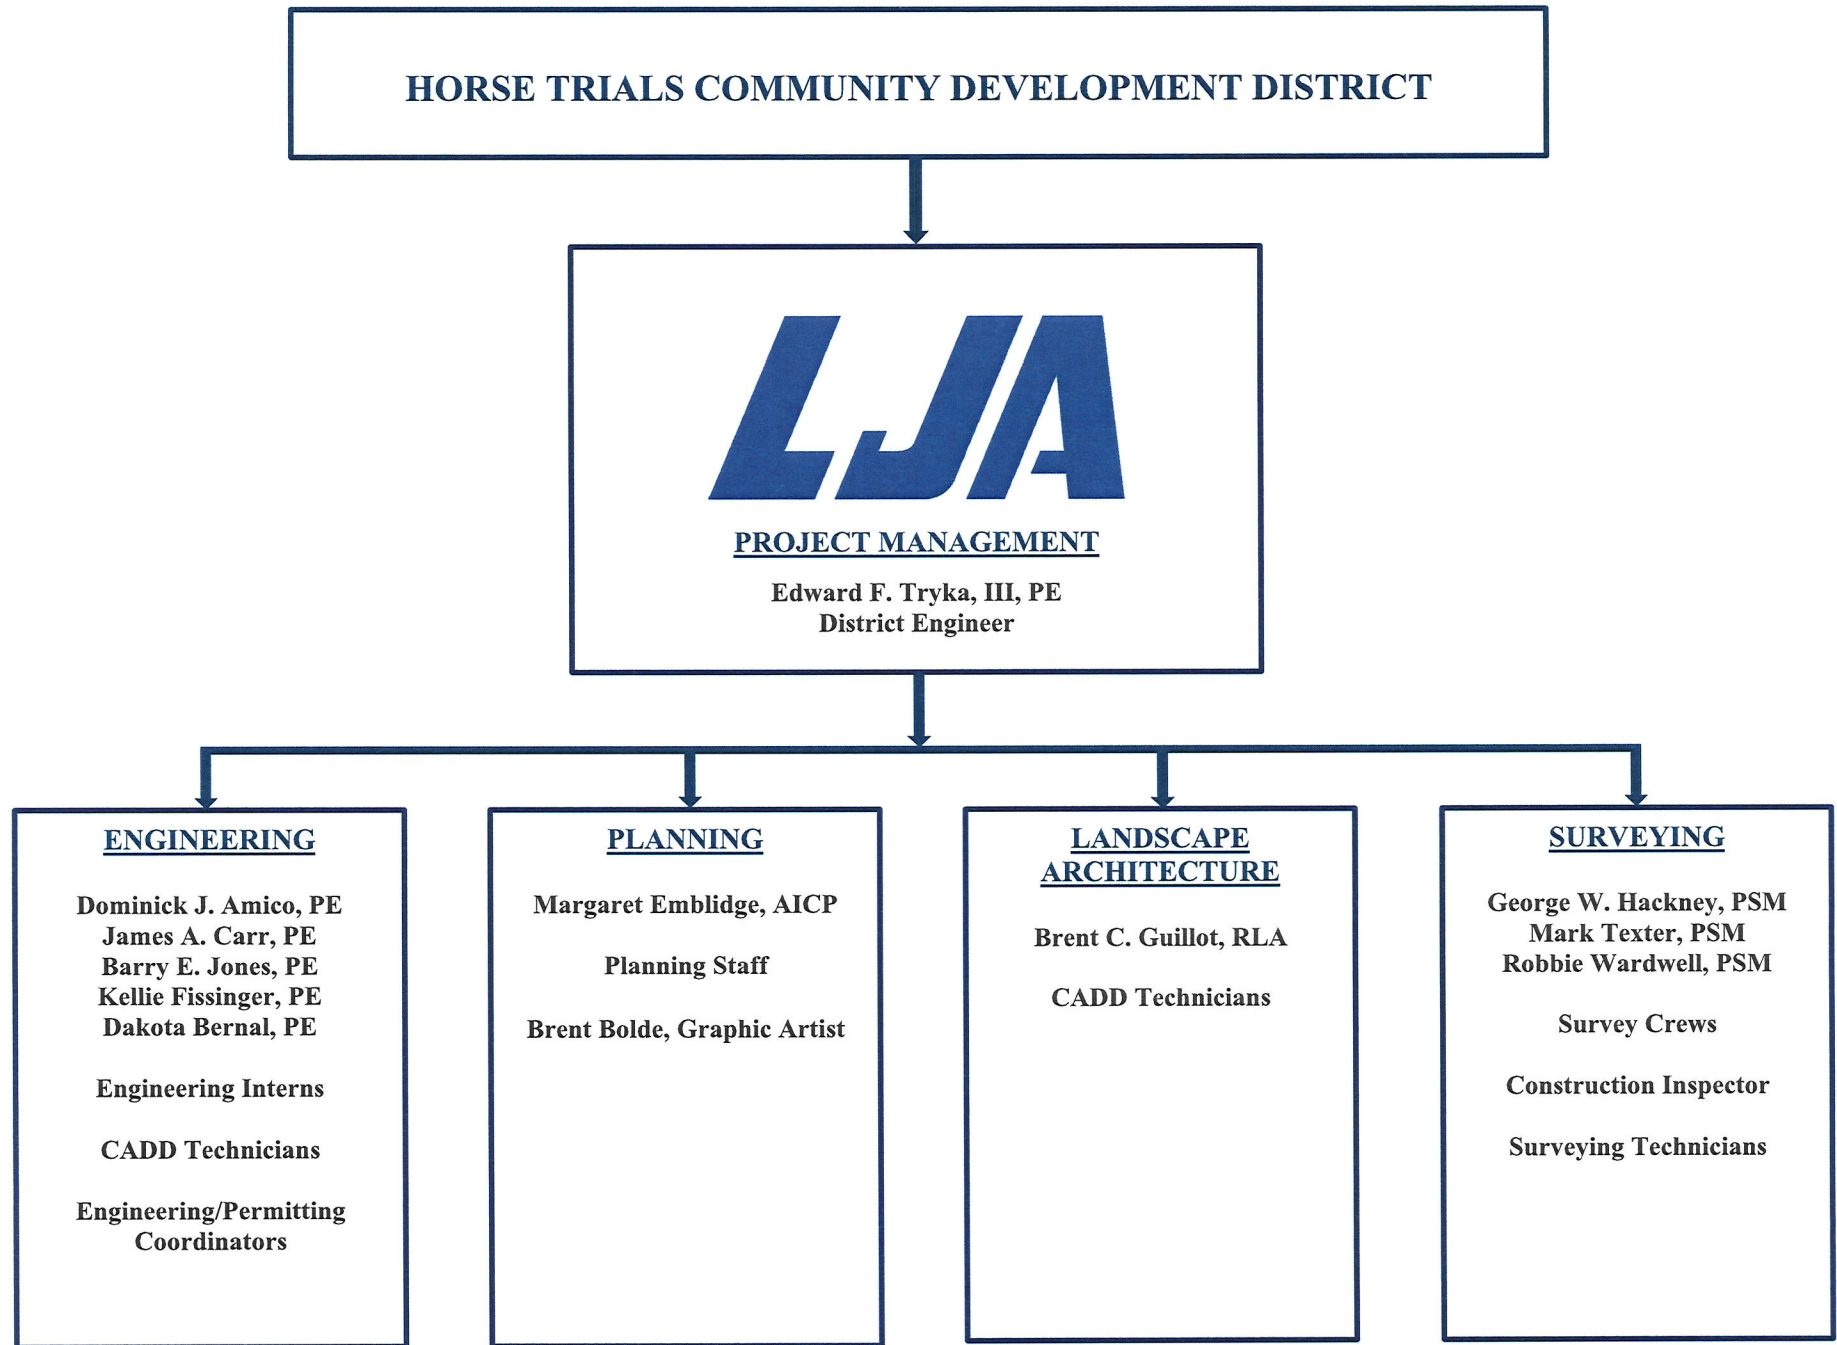 HORSE TRIALS COMMUNITY DEVELOPMENT DISTRICT
LJA
PROJECT MANAGEMENT
Edward F. Tryka, III, PE
District Engineer
ENGINEERING
Dominick J. Amico, PE
James A. Carr, PE
Barry E. Jones, PE
Kellie Fissinger, PE
Dakota Bernal, PE
Engineering Interns
CADD Technicians
Engineering/Permitting
Coordinators
PLANNING
Margaret Emblidge, AICP
Planning Staff
Brent Bolde, Graphic Artist
LANDSCAPE
ARCHITECTURE
Brent C. Guillot, RLA
CADD Technicians
SURVEYING
George W. Hackney, PSM
Mark Texter, PSM
Robbie Wardwell, PSM
Survey Crews
Construction Inspector
Surveying Technicians